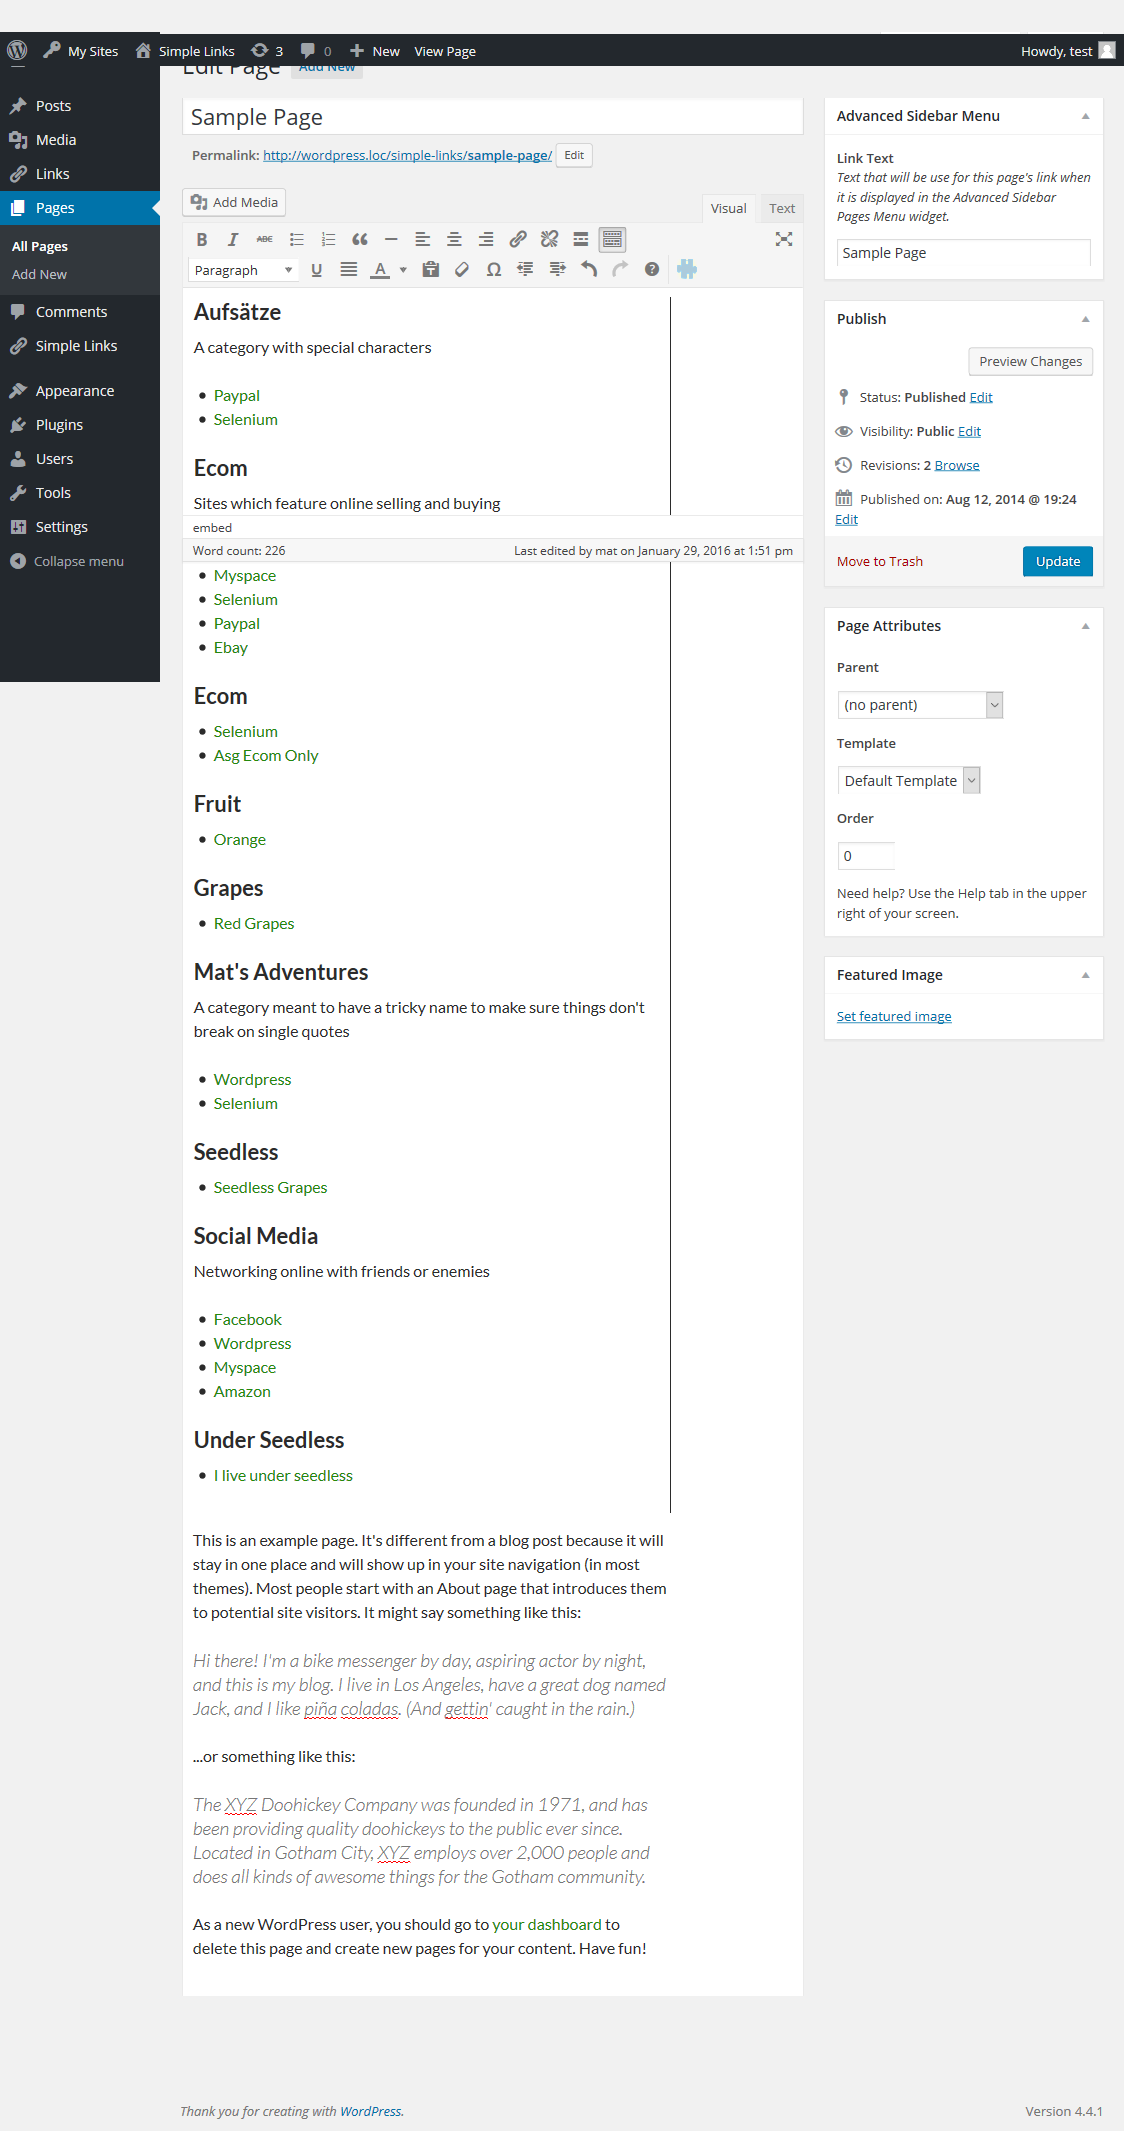 My Sites
Simple Links
3
0
New
View Page
Howdy, test
Posts
Media
Links
Pages
All Pages
Add New
Comments
Simple Links
Appearance
Plugins
Users
Tools
Settings
Collapse menu
Edit Page
Add New
Sample Page
Permalink: http://wordpress.loc/simple-links/sample-page/ Edit
Add Media
Visual
Text
B I ABC
Paragraph
U
A
Aufsätze
A category with special characters
Paypal
Selenium
Ecom
Sites which feature online selling and buying
embed
Word count: 226
Last edited by mat on January 29, 2016 at 1:51 pm
Myspace
Selenium
Paypal
Ebay
Ecom
Selenium
Asg Ecom Only
Fruit
Orange
Grapes
Red Grapes
Mat's Adventures
A category meant to have a tricky name to make sure things don't
break on single quotes
Wordpress
Selenium
Seedless
Seedless Grapes
Social Media
Networking online with friends or enemies
Facebook
Wordpress
Myspace
Amazon
Under Seedless
I live under seedless
This is an example page. It's different from a blog post because it will
stay in one place and will show up in your site navigation (in most
themes). Most people start with an About page that introduces them
to potential site visitors. It might say something like this:
Hi there! I'm a bike messenger by day, aspiring actor by night,
and this is my blog. I live in Los Angeles, have a great dog named
Jack, and I like piña coladas. (And gettin' caught in the rain.)
...or something like this:
The XYZ Doohickey Company was founded in 1971, and has
been providing quality doohickeys to the public ever since.
Located in Gotham City, XYZ employs over 2,000 people and
does all kinds of awesome things for the Gotham community.
As a new WordPress user, you should go to your dashboard to
delete this page and create new pages for your content. Have fun!
Advanced Sidebar Menu
Link Text
Text that will be use for this page's link when
it is displayed in the Advanced Sidebar
Pages Menu widget.
Sample Page
Publish
Preview Changes
Status: Published Edit
Visibility: Public Edit
Revisions: 2 Browse
Published on: Aug 12, 2014 @ 19:24
Edit
Move to Trash
Update
Page Attributes
Parent
(no parent)
Template
Default Template
Order
0
Need help? Use the Help tab in the upper
right of your screen.
Featured Image
Set featured image
Thank you for creating with WordPress.
Version 4.4.1